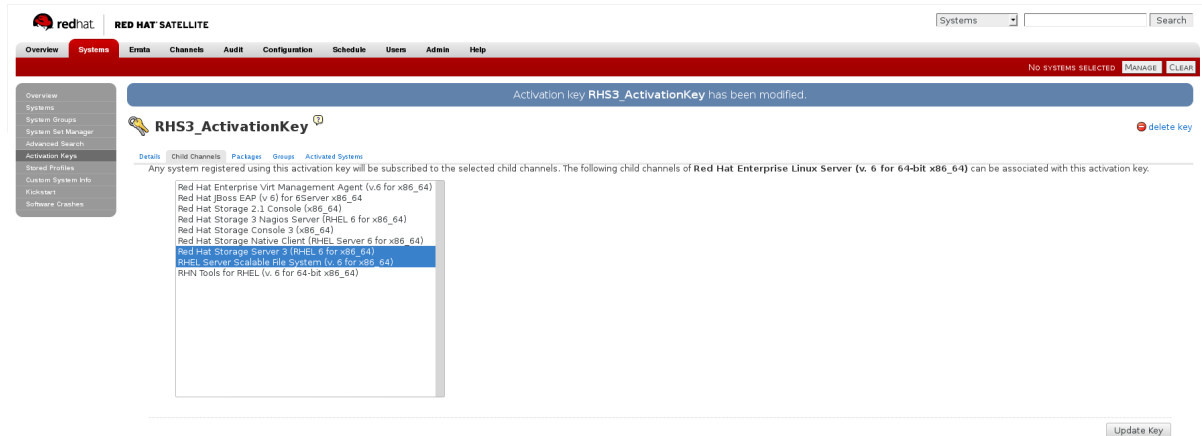 redhat. RED HAT SATELLITE Systems Search
Overview Systems Errata Channels Audit Configuration Schedule Users Admin Help
NO SYSTEMS SELECTED MANAGE CLEAR
Overview
Systems
System Groups
System Set Manager
Advanced Search
Activation Keys
Stored Profiles
Custom System Info
Kickstart
Software Crashes
Activation key RHS3_ActivationKey has been modified.
RHS3_ActivationKey ? delete key
Details Child Channels Packages Groups Activated Systems
Any system registered using this activation key will be subscribed to the selected child channels. The following child channels of Red Hat Enterprise Linux Server (v. 6 for 64-bit x86_64) can be associated with this activation key.
Red Hat Enterprise Virt Management Agent (v.6 for x86_64)
Red Hat JBoss EAP (v 6) for 6Server x86_64
Red Hat Storage 2.1 Console (x86_64)
Red Hat Storage 3 Nagios Server (RHEL 6 for x86_64)
Red Hat Storage Console 3 (x86_64)
Red Hat Storage Native Client (RHEL Server 6 for x86_64)
Red Hat Storage Server 3 (RHEL 6 for x86_64)
RHEL Server Scalable File System (v. 6 for x86_64)
RHN Tools for RHEL (v. 6 for 64-bit x86_64)
Update Key